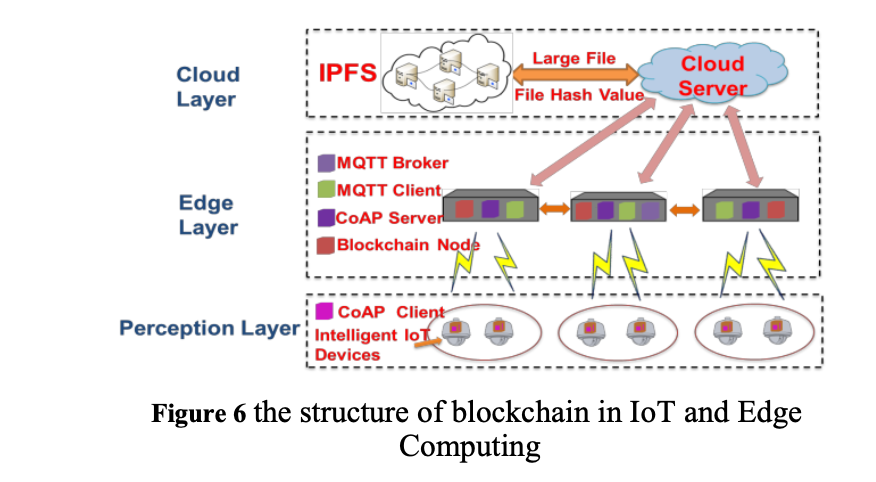 Cloud
Layer
IPFS
Large File
File Hash Value
Cloud
Server
Edge
Layer
MQTT Broker
MQTT Client
CoAP Server
Blockchain Node
Perception Layer
CoAP Client
Intelligent IoT
Devices
Figure 6 the structure of blockchain in IoT and Edge
Computing